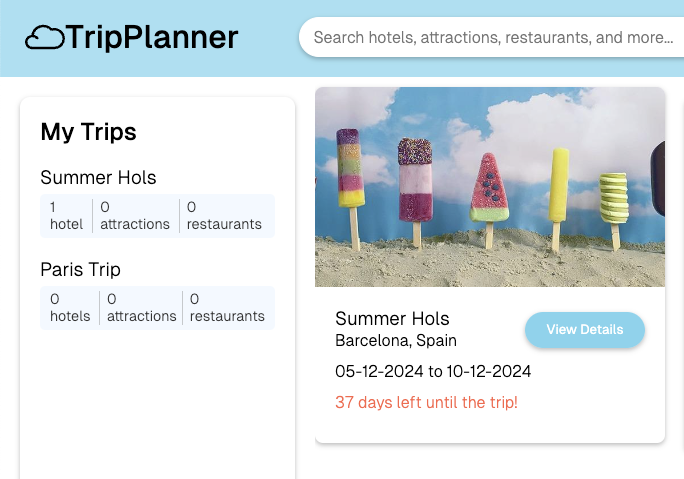 TripPlanner
Search hotels, attractions, restaurants, and more...
My Trips
Summer Hols
1 hotel
0 attractions
0 restaurants
Paris Trip
0 hotels
0 attractions
0 restaurants
Summer Hols
Barcelona, Spain
View Details
05-12-2024 to 10-12-2024
37 days left until the trip!